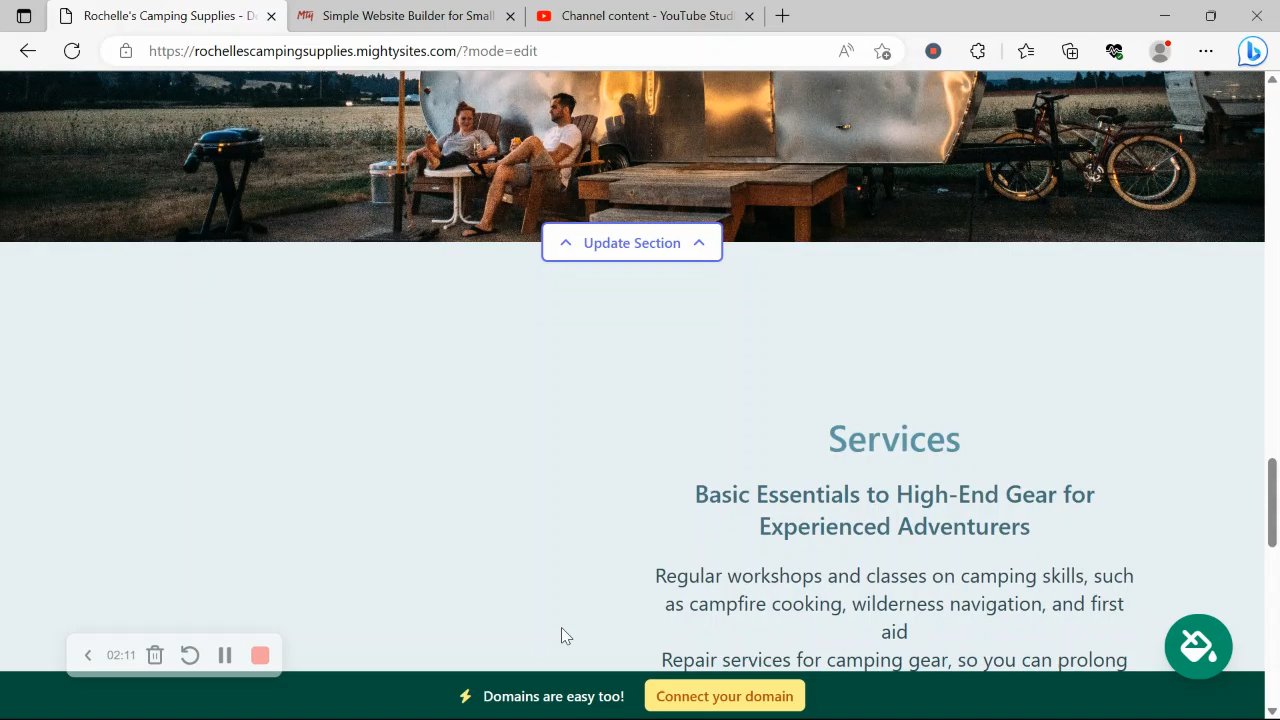 Rochelle's Camping Supplies - De
Simple Website Builder for Small
Channel content - YouTube Studi
https://rochellescampingsupplies.mightysites.com/?mode=edit
Update Section
Services
Basic Essentials to High-End Gear for
Experienced Adventurers
Regular workshops and classes on camping skills, such
as campfire cooking, wilderness navigation, and first
aid
Repair services for camping gear, so you can prolong
02:11
Domains are easy too!
Connect your domain